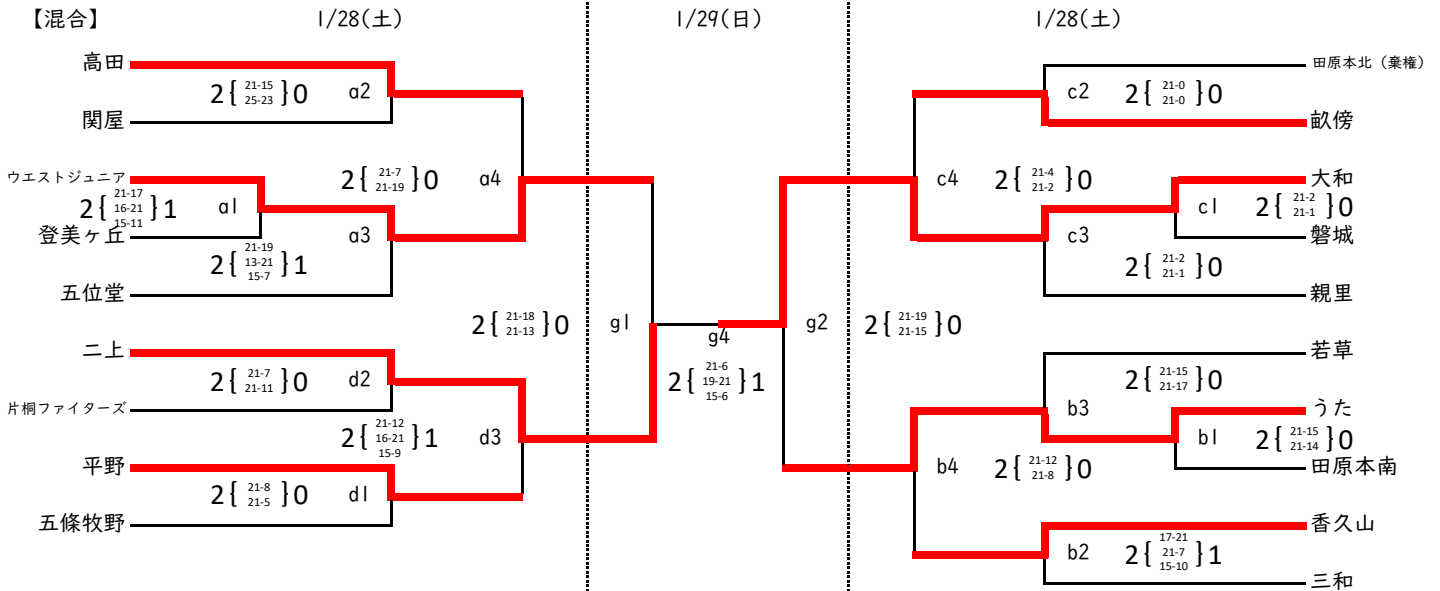 【混合】
1/28(土)
1/29(日)
1/28(土)
高田
2{ 21-15 25-23 }0 a2
関屋
ウエストジュニア
2{ 21-17 16-21 15-11 }1 a1
登美ヶ丘
2{ 21-7 21-19 }0 a4
a3
2{ 21-19 13-21 15-7 }1
五位堂
2{ 21-18 21-13 }0 g1
二上
2{ 21-7 21-11 }0 d2
片桐ファイターズ
2{ 21-12 16-21 15-9 }1 d3
平野
2{ 21-8 21-5 }0 d1
五條牧野
g4
2{ 21-6 19-21 15-6 }1
田原本北（棄権）
c2 2{ 21-0 21-0 }0
畝傍
c4 2{ 21-4 21-2 }0
大和
c1 2{ 21-2 21-1 }0
磐城
c3
2{ 21-2 21-1 }0
親里
g2 2{ 21-19 21-15 }0
若草
2{ 21-15 21-17 }0
b3
うた
b1 2{ 21-15 21-14 }0
田原本南
b4 2{ 21-12 21-8 }0
香久山
b2 2{ 17-21 21-7 15-10 }1
三和